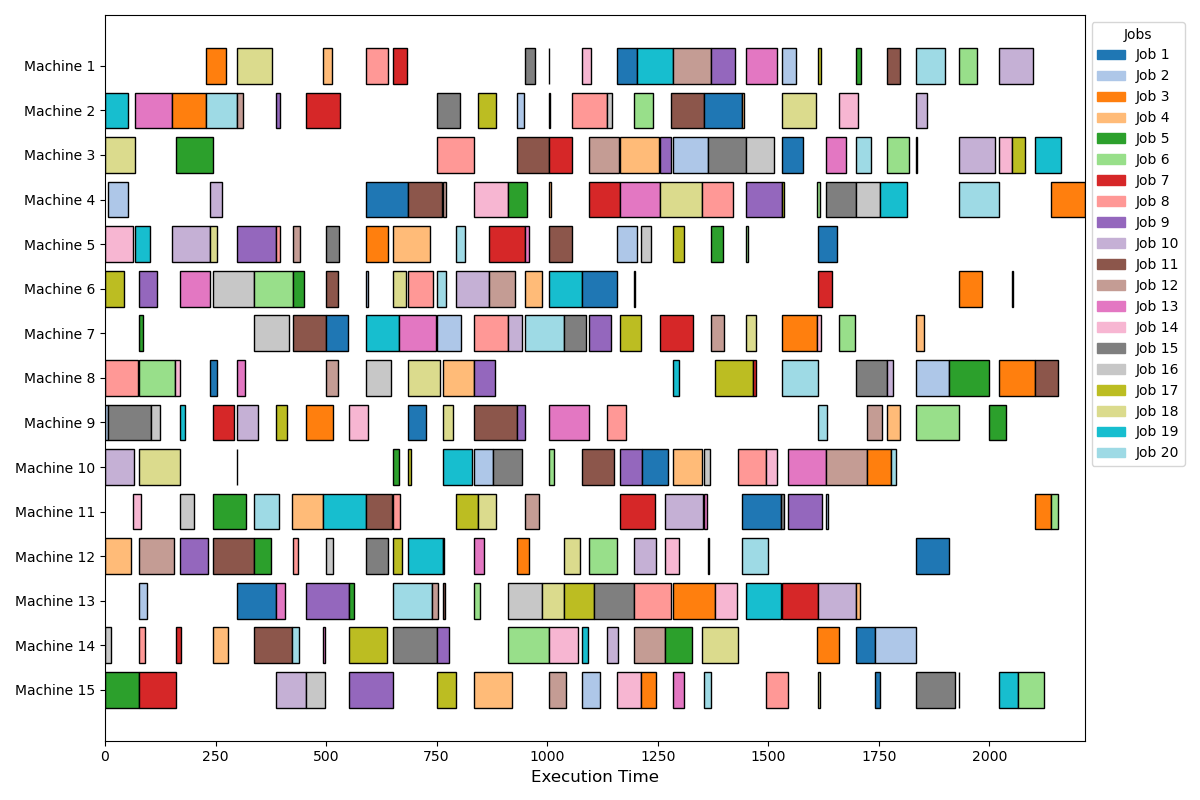 Machine 1
Machine 2
Machine 3
Machine 4
Machine 5
Machine 6
Machine 7
Machine 8
Machine 9
Machine 10
Machine 11
Machine 12
Machine 13
Machine 14
Machine 15
0 250 500 750 1000 1250 1500 1750 2000
Execution Time
Jobs
Job 1
Job 2
Job 3
Job 4
Job 5
Job 6
Job 7
Job 8
Job 9
Job 10
Job 11
Job 12
Job 13
Job 14
Job 15
Job 16
Job 17
Job 18
Job 19
Job 20